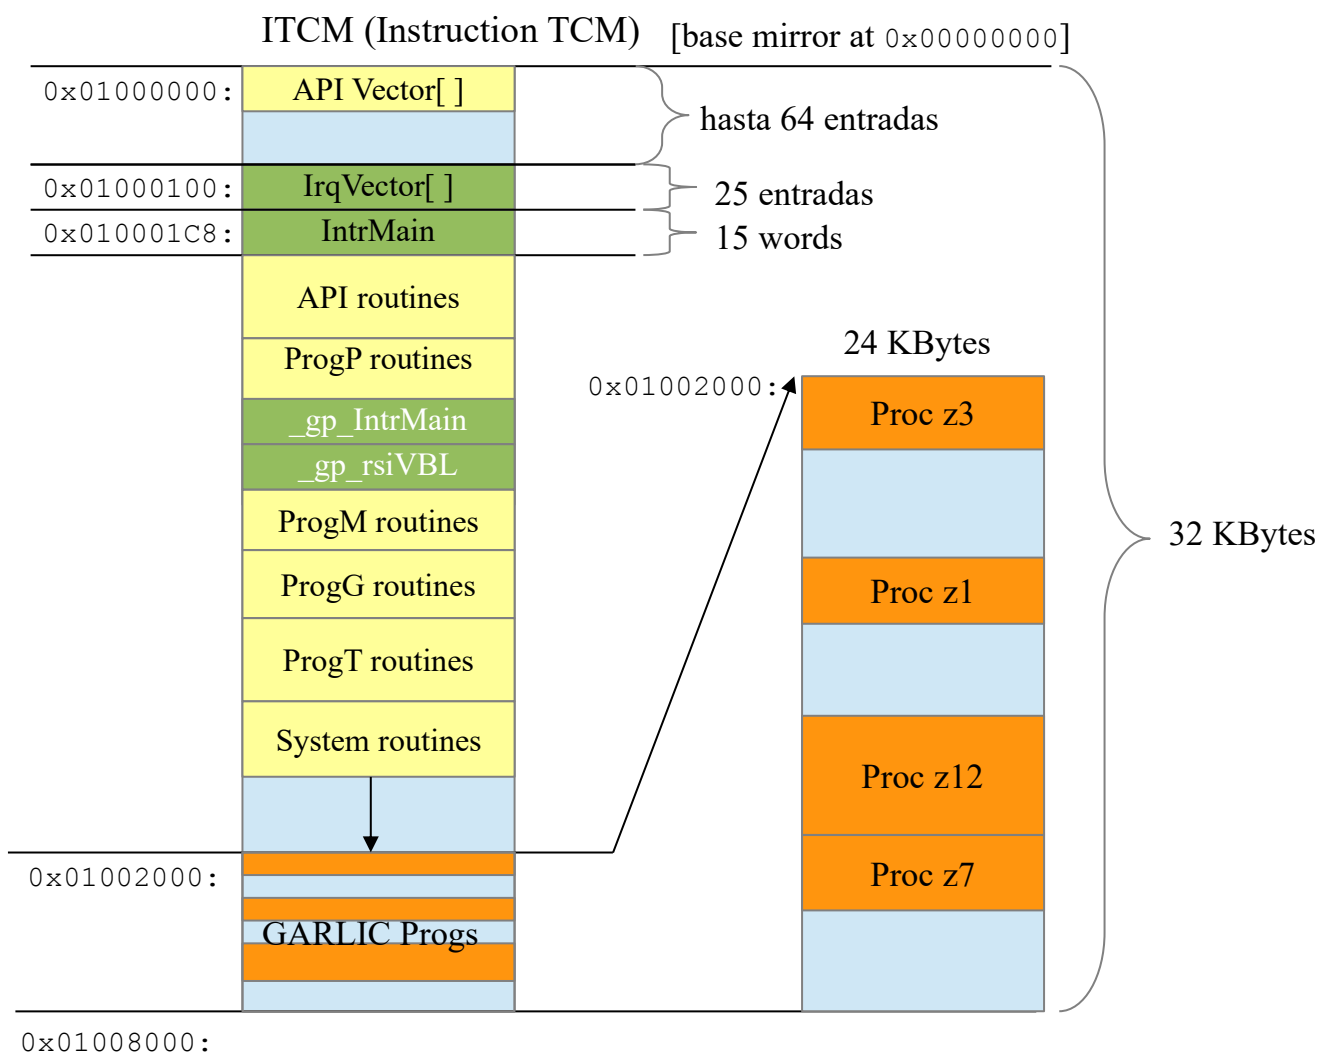 ITCM (Instruction TCM)
[base mirror at 0x00000000]
0x01000000:
API Vector[ ]
hasta 64 entradas
0x01000100:
IrqVector[ ]
25 entradas
0x010001C8:
IntrMain
15 words
API routines
ProgP routines
_gp_IntrMain
_gp_rsiVBL
ProgM routines
ProgG routines
ProgT routines
System routines
0x01002000:
GARLIC Progs
0x01008000:
24 KBytes
0x01002000:
Proc z3
Proc z1
Proc z12
Proc z7
32 KBytes